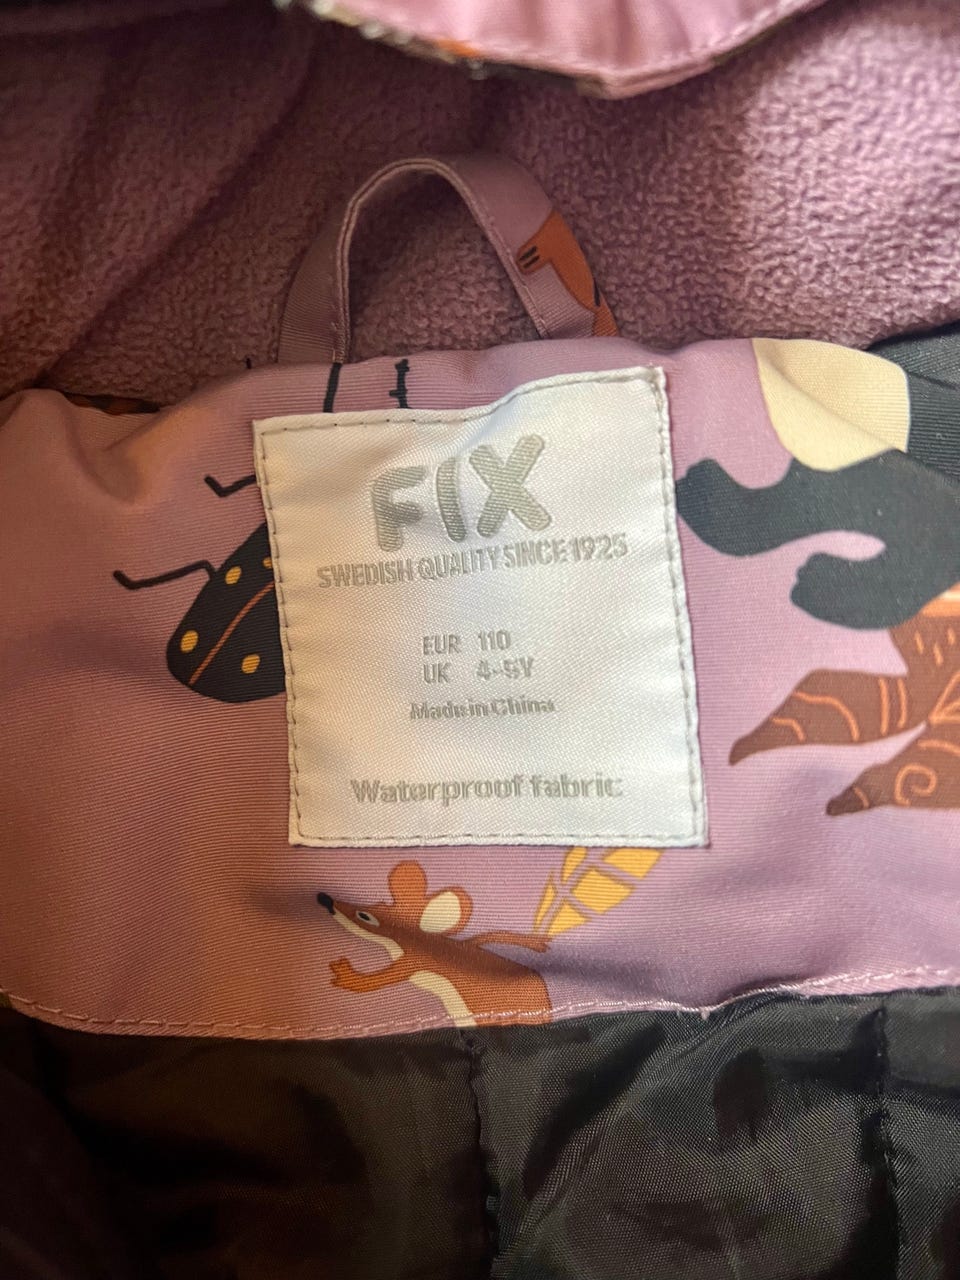 FIX
SWEDISH QUALITY SINCE 1925
EUR 110
UK 4-5Y
Made in China
Waterproof fabric